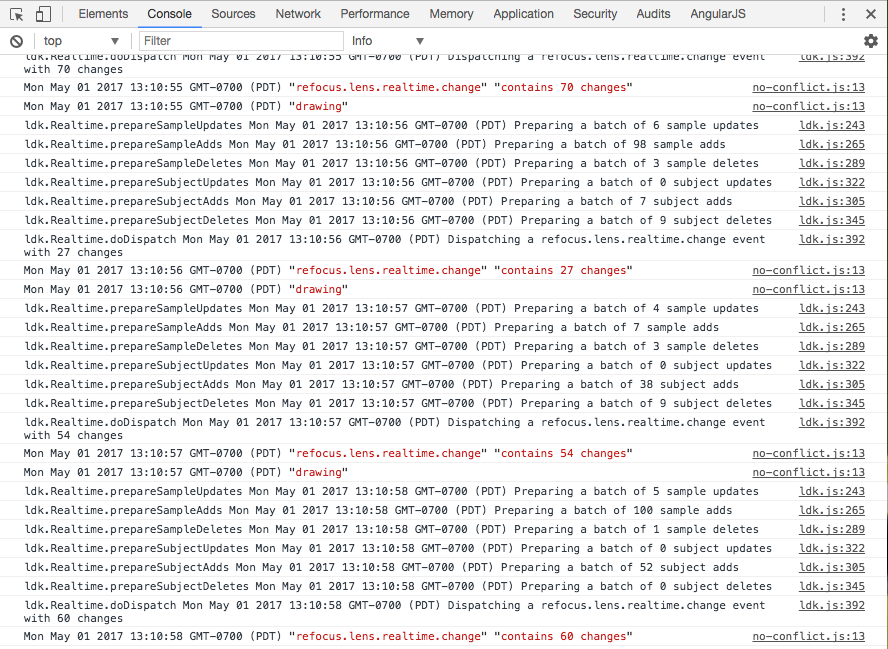 Elements Console Sources Network Performance Memory Application Security Audits AngularJS
top Filter Info
ldk.Realtime.doDispatch Mon May 01 2017 13:10:55 GMT-0700 (PDT) Dispatching a refocus.lens.realtime.change event ldk.js:392
with 70 changes
Mon May 01 2017 13:10:55 GMT-0700 (PDT) "refocus.lens.realtime.change" "contains 70 changes" no-conflict.js:13
Mon May 01 2017 13:10:55 GMT-0700 (PDT) "drawing" no-conflict.js:13
ldk.Realtime.prepareSampleUpdates Mon May 01 2017 13:10:56 GMT-0700 (PDT) Preparing a batch of 6 sample updates ldk.js:243
ldk.Realtime.prepareSampleAdds Mon May 01 2017 13:10:56 GMT-0700 (PDT) Preparing a batch of 98 sample adds ldk.js:265
ldk.Realtime.prepareSampleDeletes Mon May 01 2017 13:10:56 GMT-0700 (PDT) Preparing a batch of 3 sample deletes ldk.js:289
ldk.Realtime.prepareSubjectUpdates Mon May 01 2017 13:10:56 GMT-0700 (PDT) Preparing a batch of 0 subject updates ldk.js:322
ldk.Realtime.prepareSubjectAdds Mon May 01 2017 13:10:56 GMT-0700 (PDT) Preparing a batch of 7 subject adds ldk.js:305
ldk.Realtime.prepareSubjectDeletes Mon May 01 2017 13:10:56 GMT-0700 (PDT) Preparing a batch of 9 subject deletes ldk.js:345
ldk.Realtime.doDispatch Mon May 01 2017 13:10:56 GMT-0700 (PDT) Dispatching a refocus.lens.realtime.change event ldk.js:392
with 27 changes
Mon May 01 2017 13:10:56 GMT-0700 (PDT) "refocus.lens.realtime.change" "contains 27 changes" no-conflict.js:13
Mon May 01 2017 13:10:56 GMT-0700 (PDT) "drawing" no-conflict.js:13
ldk.Realtime.prepareSampleUpdates Mon May 01 2017 13:10:57 GMT-0700 (PDT) Preparing a batch of 4 sample updates ldk.js:243
ldk.Realtime.prepareSampleAdds Mon May 01 2017 13:10:57 GMT-0700 (PDT) Preparing a batch of 7 sample adds ldk.js:265
ldk.Realtime.prepareSampleDeletes Mon May 01 2017 13:10:57 GMT-0700 (PDT) Preparing a batch of 3 sample deletes ldk.js:289
ldk.Realtime.prepareSubjectUpdates Mon May 01 2017 13:10:57 GMT-0700 (PDT) Preparing a batch of 0 subject updates ldk.js:322
ldk.Realtime.prepareSubjectAdds Mon May 01 2017 13:10:57 GMT-0700 (PDT) Preparing a batch of 38 subject adds ldk.js:305
ldk.Realtime.prepareSubjectDeletes Mon May 01 2017 13:10:57 GMT-0700 (PDT) Preparing a batch of 9 subject deletes ldk.js:345
ldk.Realtime.doDispatch Mon May 01 2017 13:10:57 GMT-0700 (PDT) Dispatching a refocus.lens.realtime.change event ldk.js:392
with 54 changes
Mon May 01 2017 13:10:57 GMT-0700 (PDT) "refocus.lens.realtime.change" "contains 54 changes" no-conflict.js:13
Mon May 01 2017 13:10:57 GMT-0700 (PDT) "drawing" no-conflict.js:13
ldk.Realtime.prepareSampleUpdates Mon May 01 2017 13:10:58 GMT-0700 (PDT) Preparing a batch of 5 sample updates ldk.js:243
ldk.Realtime.prepareSampleAdds Mon May 01 2017 13:10:58 GMT-0700 (PDT) Preparing a batch of 100 sample adds ldk.js:265
ldk.Realtime.prepareSampleDeletes Mon May 01 2017 13:10:58 GMT-0700 (PDT) Preparing a batch of 1 sample deletes ldk.js:289
ldk.Realtime.prepareSubjectUpdates Mon May 01 2017 13:10:58 GMT-0700 (PDT) Preparing a batch of 0 subject updates ldk.js:322
ldk.Realtime.prepareSubjectAdds Mon May 01 2017 13:10:58 GMT-0700 (PDT) Preparing a batch of 52 subject adds ldk.js:305
ldk.Realtime.prepareSubjectDeletes Mon May 01 2017 13:10:58 GMT-0700 (PDT) Preparing a batch of 0 subject deletes ldk.js:345
ldk.Realtime.doDispatch Mon May 01 2017 13:10:58 GMT-0700 (PDT) Dispatching a refocus.lens.realtime.change event ldk.js:392
with 60 changes
Mon May 01 2017 13:10:58 GMT-0700 (PDT) "refocus.lens.realtime.change" "contains 60 changes" no-conflict.js:13